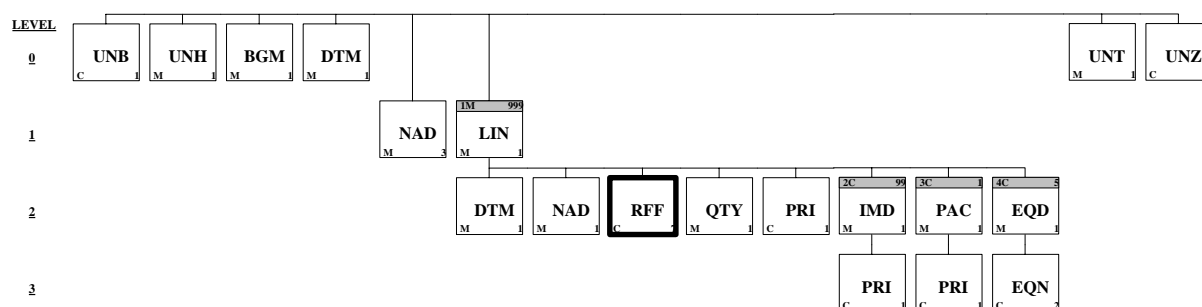 LEVEL
0
UNB
C 1
UNH
M 1
BGM
M 1
DTM
M 1
UNT
M 1
UNZ
C
1
NAD
M 3
1M 999
LIN
M 1
2
DTM
M 1
NAD
M 1
RFF
C 7
QTY
M 1
PRI
C 1
2C 99
IMD
M 1
3C 1
PAC
M 1
4C 5
EQD
M 1
3
PRI
C 1
PRI
C 1
EQN
C 2